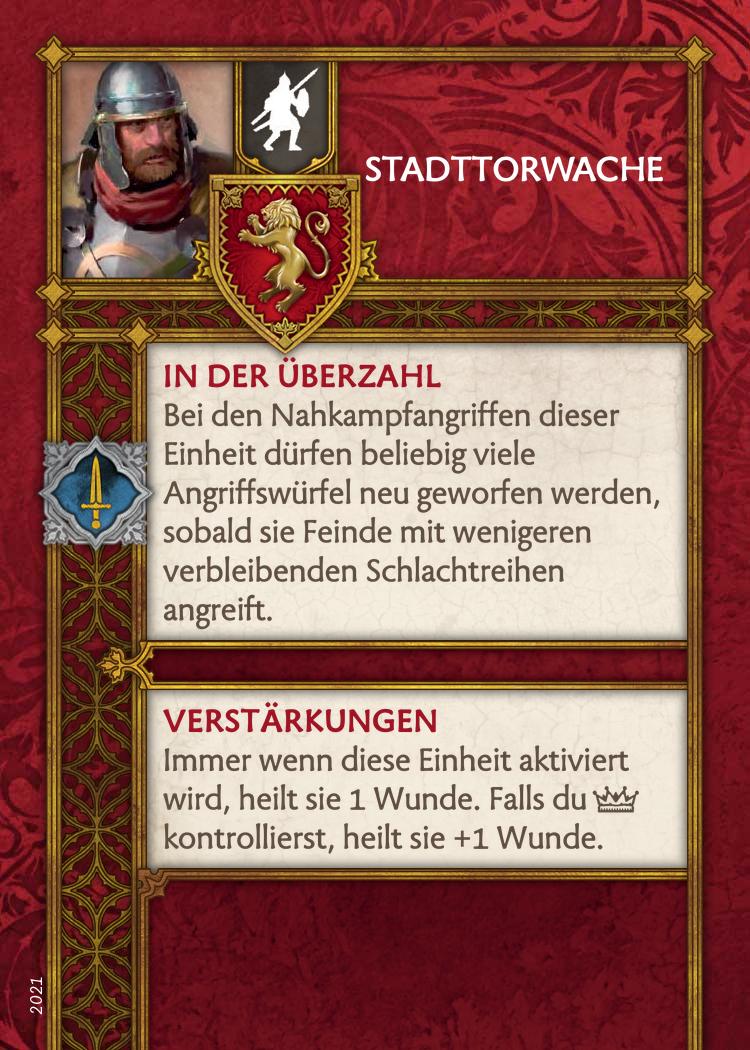 STADTTORWACHE
IN DER ÜBERZAHL
Bei den Nahkampfangriffen dieser
Einheit dürfen beliebig viele
Angriffswürfel neu geworfen werden,
sobald sie Feinde mit wenigeren
verbleibenden Schlachtreihen
angreift.
VERSTÄRKUNGEN
Immer wenn diese Einheit aktiviert
wird, heilt sie 1 Wunde. Falls du
kontrollierst, heilt sie +1 Wunde.
2021